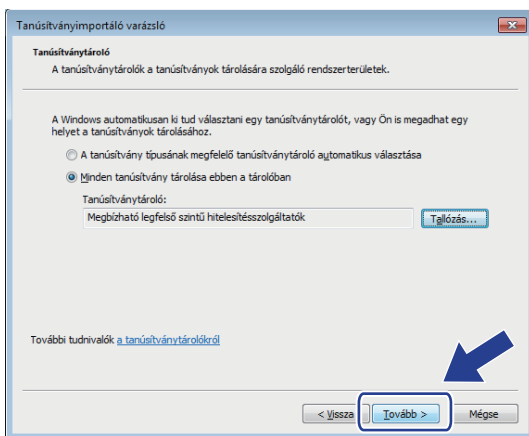 Tanúsítványimportáló varázsló
Tanúsítványtároló
A tanúsítványtárolók a tanúsítványok tárolására szolgáló rendszerterületek.
A Windows automatikusan ki tud választani egy tanúsítványtárolót, vagy Ön is megadhat egy
helyet a tanúsítványok tárolásához.
A tanúsítvány típusának megfelelő tanúsítványtároló automatikus választása
Minden tanúsítvány tárolása ebben a tárolóban
Tanúsítványtároló:
Megbízható legfelső szintű hitelesítésszolgáltatók
Tallózás...
További tudnivalók a tanúsítványtárolókról
< Vissza
Tovább >
Mégse